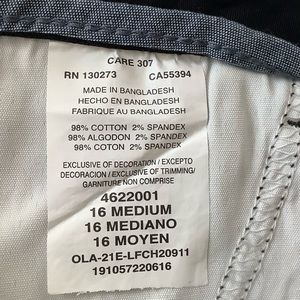 CARE 307
RN 130273 CA55394
MADE IN BANGLADESH
HECHO EN BANGLADESH
FABRIQUE AU BANGLADESH
98% COTTON 2% SPANDEX
98% ALGODON 2% SPANDEX
98% COTON 2% SPANDEX
EXCLUSIVE OF DECORATION / EXCEPTO
DECORACION / EXCLUSIVE OF TRIMMING/
GARNITURE NON COMPRISE
4622001
16 MEDIUM
16 MEDIANO
16 MOYEN
OLA-21E-LFCH20911
191057220616